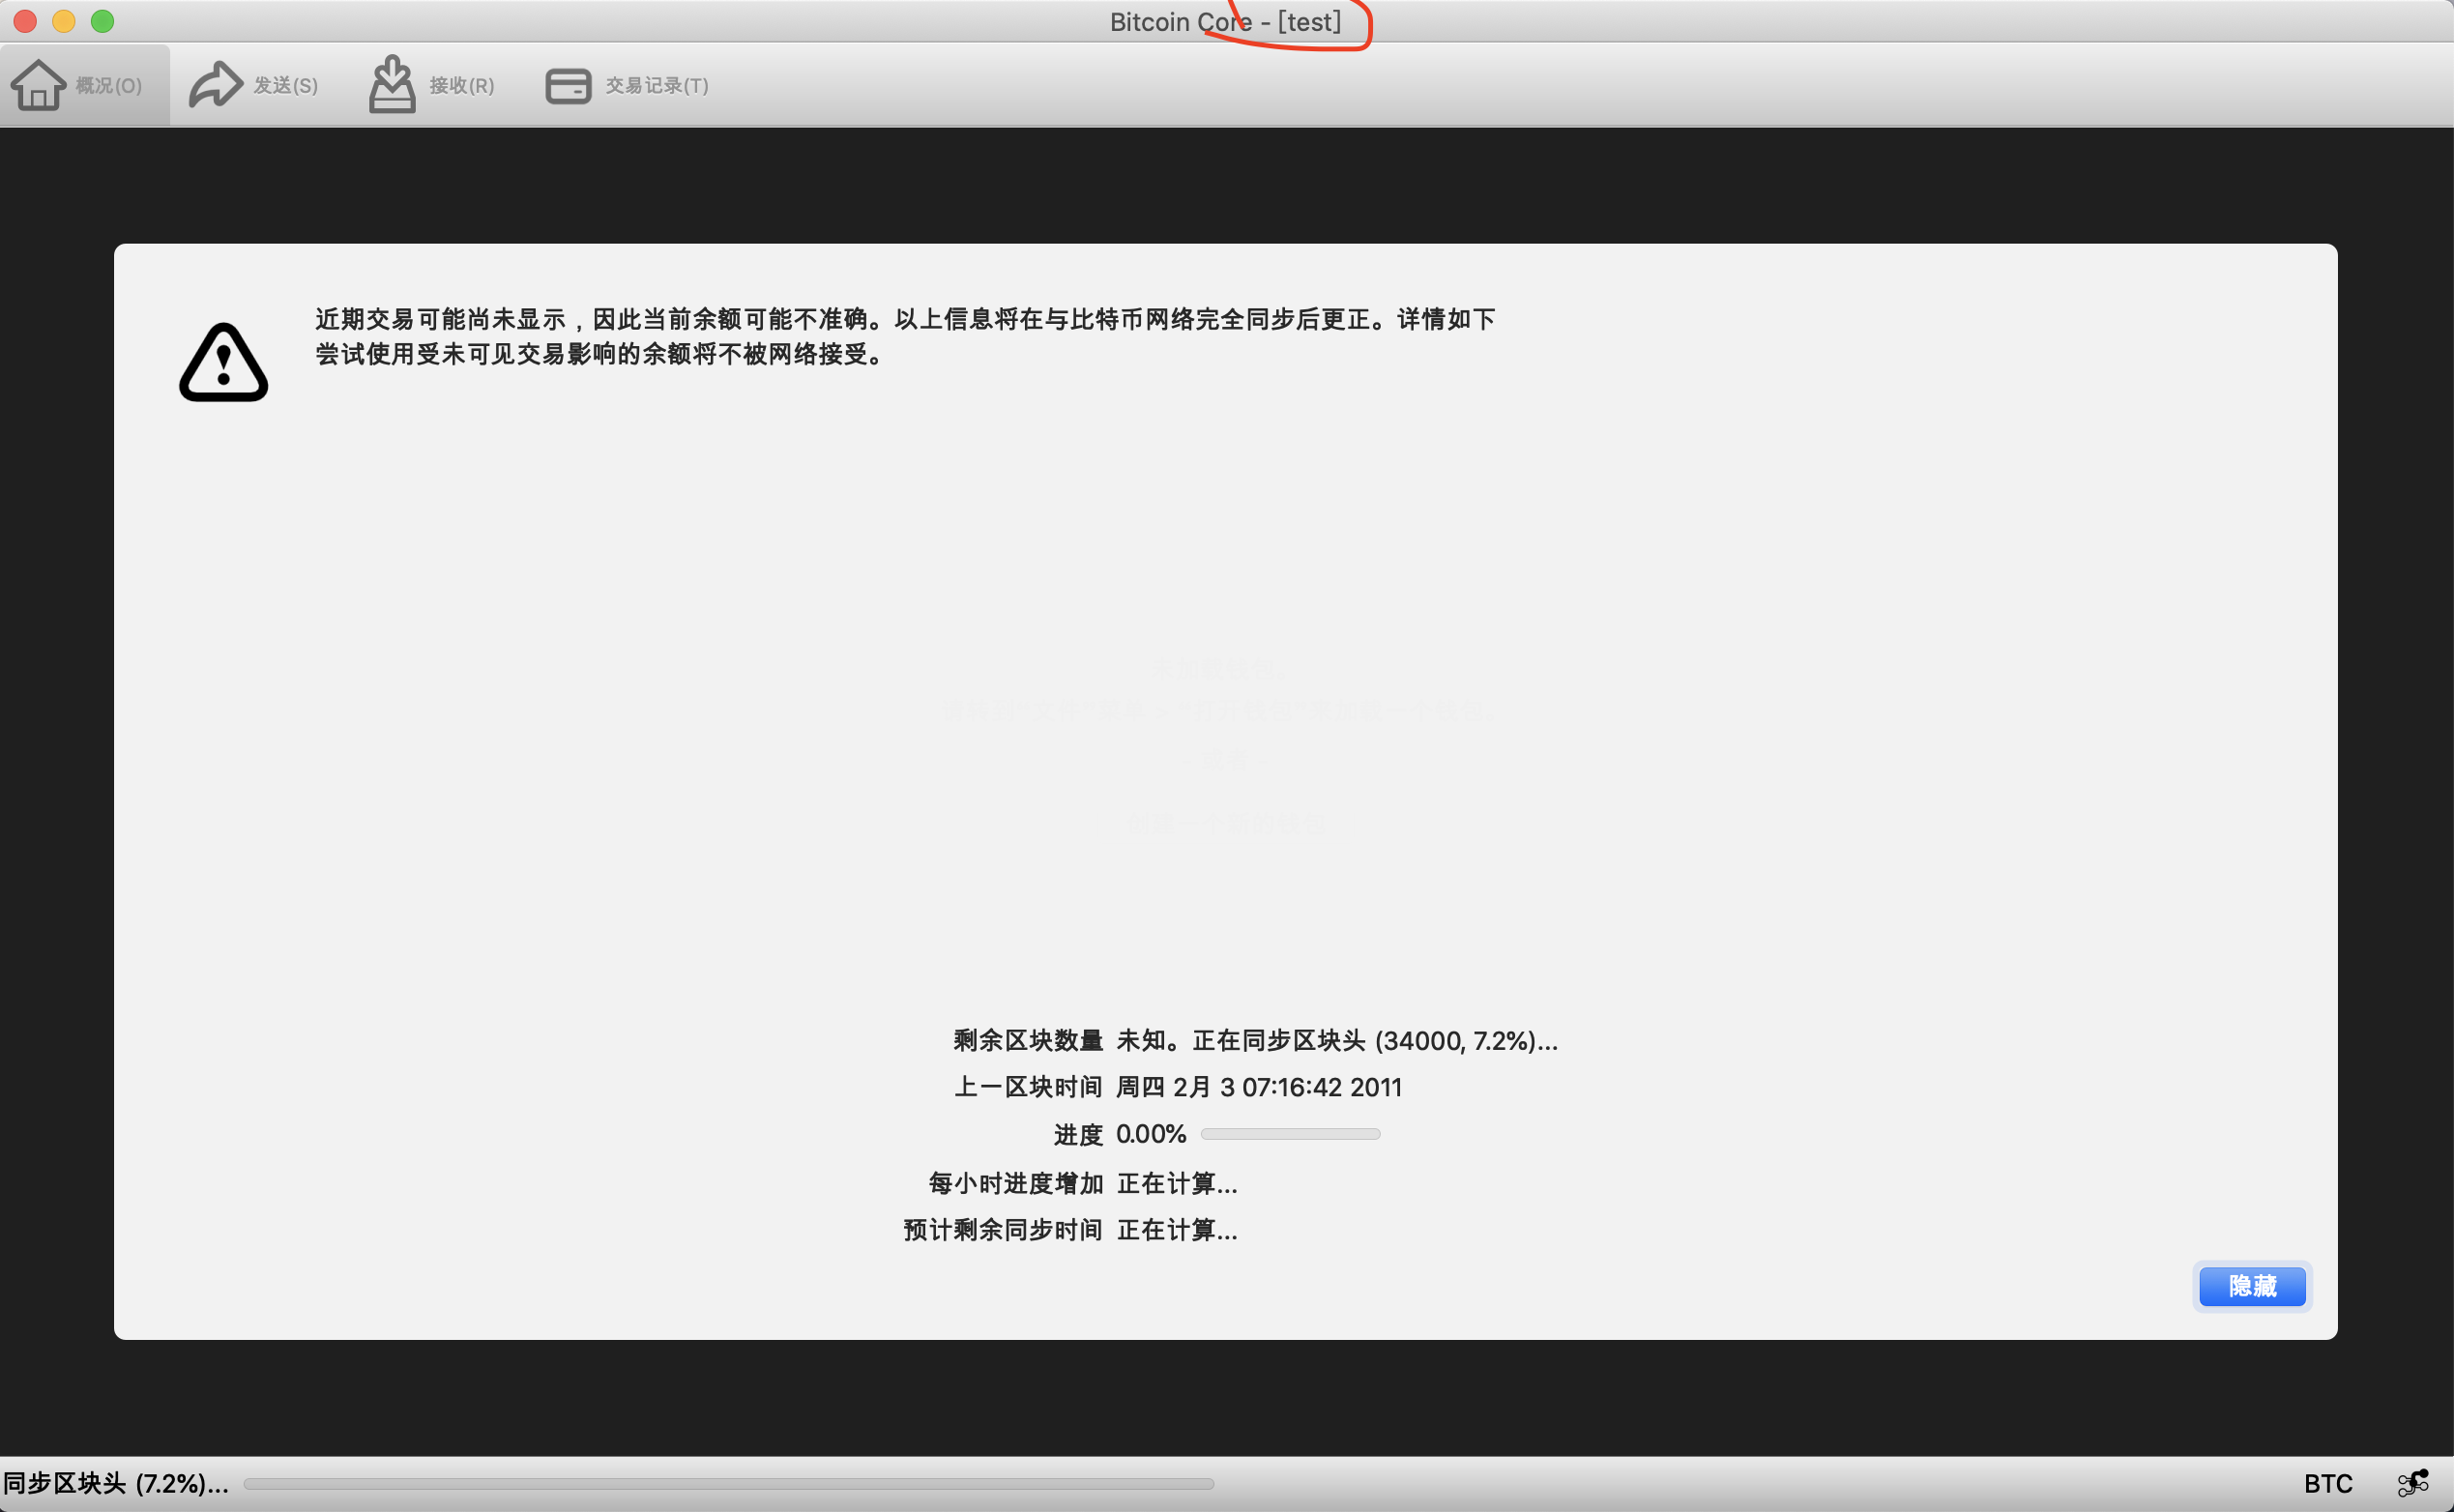 Bitcoin Core - [test]
概况(O)
发送(S)
接收(R)
交易记录(T)
近期交易可能尚未显示，因此当前余额可能不准确。以上信息将在与比特币网络完全同步后更正。详情如下
尝试使用受未可见交易影响的余额将不被网络接受。
剩余区块数量 未知。正在同步区块头 (34000, 7.2%)...
上一区块时间 周四 2月 3 07:16:42 2011
进度 0.00%
每小时进度增加 正在计算...
预计剩余同步时间 正在计算...
隐藏
同步区块头 (7.2%)...
BTC